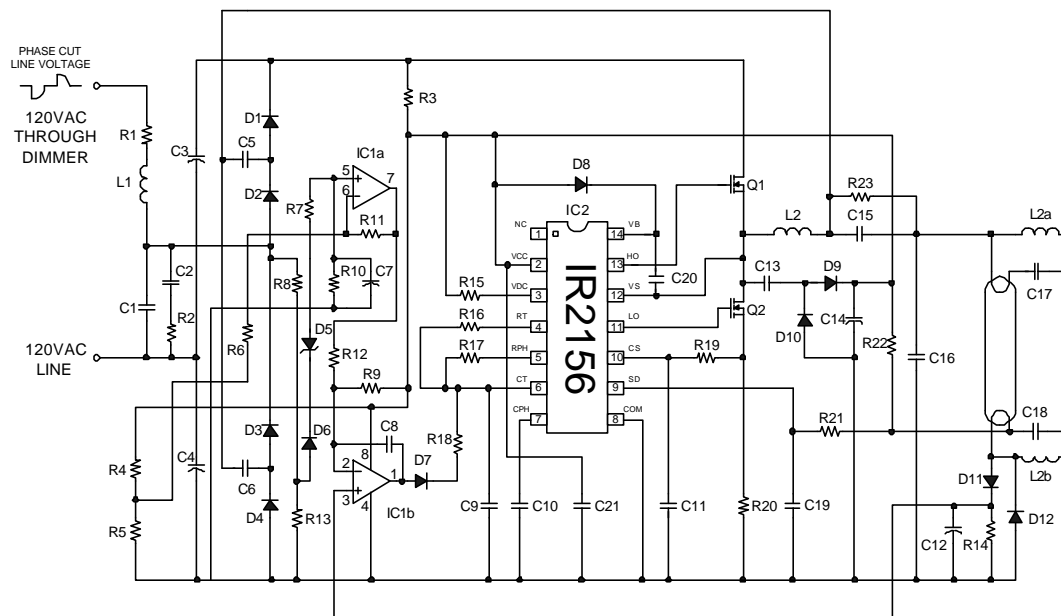 PHASE CUT
LINE VOLTAGE
120VAC
THROUGH
DIMMER
R1
L1
C3
C5
D1
D2
R3
IC1a
5
6
7
R7
R11
D8
IC2
Q1
R23
C15
L2
L2a
C2
C1
R2
R8
R10
C7
R6
D5
R12
R9
D6
R15
R16
R17
R18
NC
VCC
VDC
RT
RPH
CT
CPH
1
2
3
4
5
6
7
IR2156
VB
HO
VS
LO
CS
SD
COM
14
13
12
11
10
9
8
C20
C13
D9
Q2
D10
C14
R22
C16
C17
R19
R21
C18
L2b
120VAC
LINE
R4
R5
C4
D3
C6
D4
R13
C8
8
2
3
1
4
D7
IC1b
C9
C10
C21
C11
R20
C19
D11
C12
R14
D12